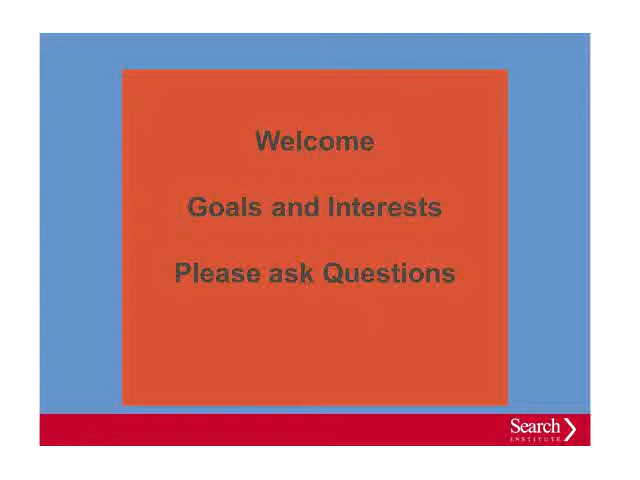 Welcome
Goals and Interests
Please ask Questions
Search
INSTITUTE